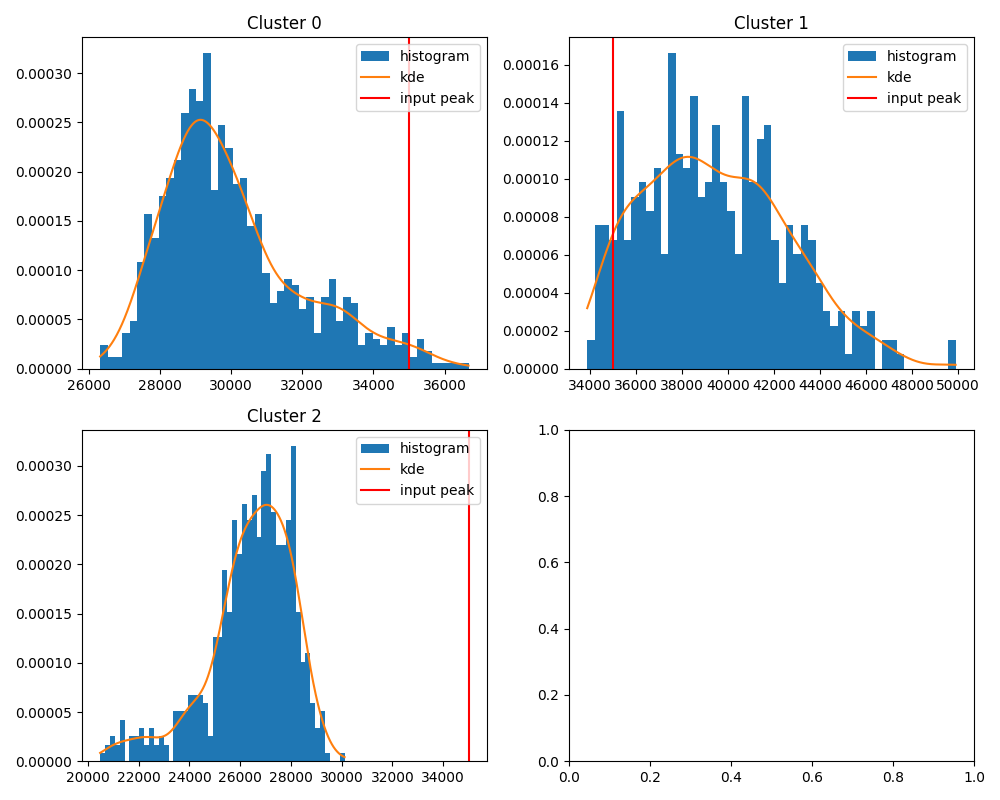 Cluster 0
histogram
kde
input peak
0.00030
0.00025
0.00020
0.00015
0.00010
0.00005
0.00000
26000 28000 30000 32000 34000 36000
Cluster 1
histogram
kde
input peak
0.00016
0.00014
0.00012
0.00010
0.00008
0.00006
0.00004
0.00002
0.00000
34000 36000 38000 40000 42000 44000 46000 48000 50000
Cluster 2
histogram
kde
input peak
0.00030
0.00025
0.00020
0.00015
0.00010
0.00005
0.00000
20000 22000 24000 26000 28000 30000 32000 34000
1.0
0.8
0.6
0.4
0.2
0.0
0.0 0.2 0.4 0.6 0.8 1.0